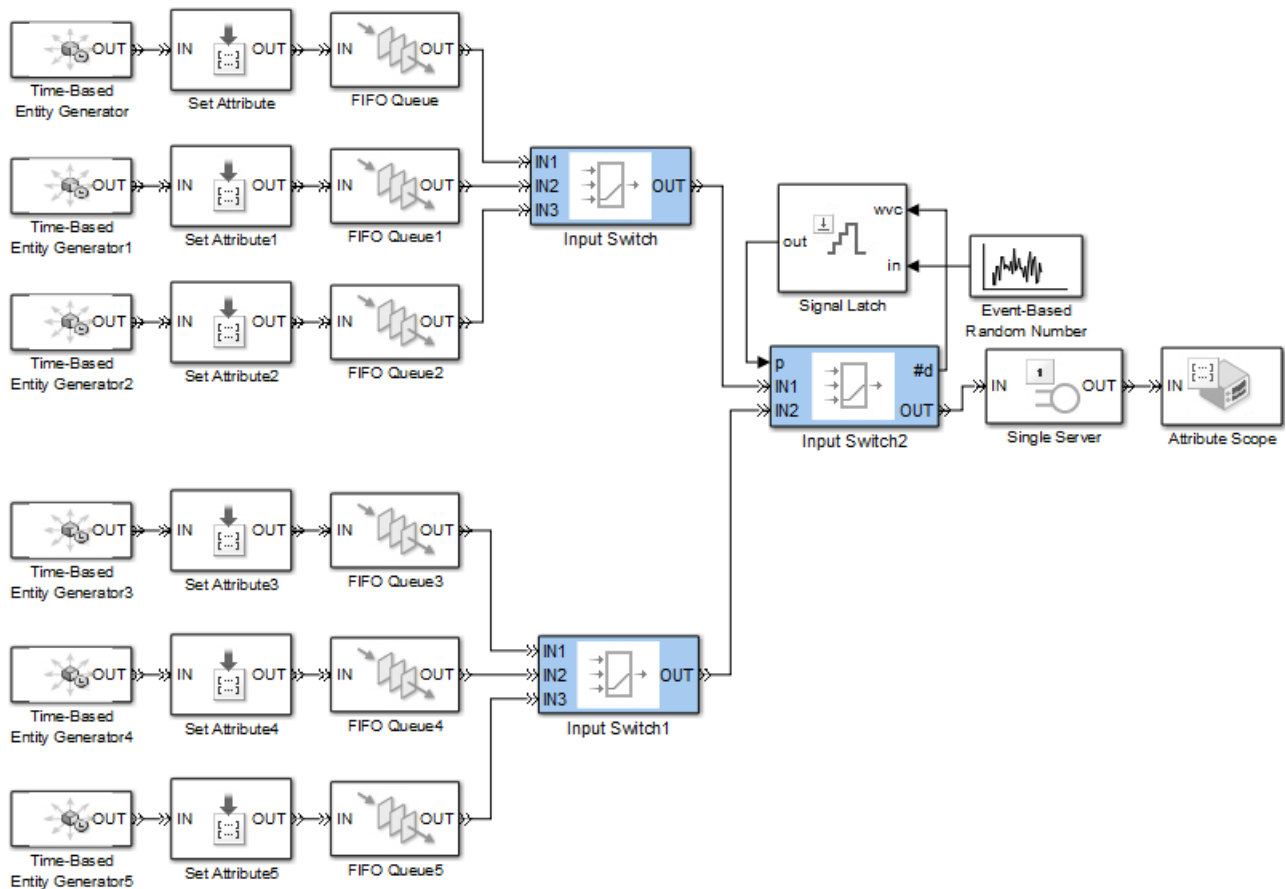 OUT
Time-Based
Entity Generator
IN
[...]
OUT
Set Attribute
IN
OUT
FIFO Queue
OUT
Time-Based
Entity Generator1
IN
[...]
OUT
Set Attribute1
IN
OUT
FIFO Queue1
OUT
Time-Based
Entity Generator2
IN
[...]
OUT
Set Attribute2
IN
OUT
FIFO Queue2
IN1
IN2
IN3
OUT
Input Switch
wvc
out
in
Signal Latch
Event-Based
Random Number
p
IN1
IN2
#d
OUT
Input Switch2
IN
1
OUT
Single Server
IN
[...]
Attribute Scope
OUT
Time-Based
Entity Generator3
IN
[...]
OUT
Set Attribute3
IN
OUT
FIFO Queue3
OUT
Time-Based
Entity Generator4
IN
[...]
OUT
Set Attribute4
IN
OUT
FIFO Queue4
OUT
Time-Based
Entity Generator5
IN
[...]
OUT
Set Attribute5
IN
OUT
FIFO Queue5
IN1
IN2
IN3
OUT
Input Switch1